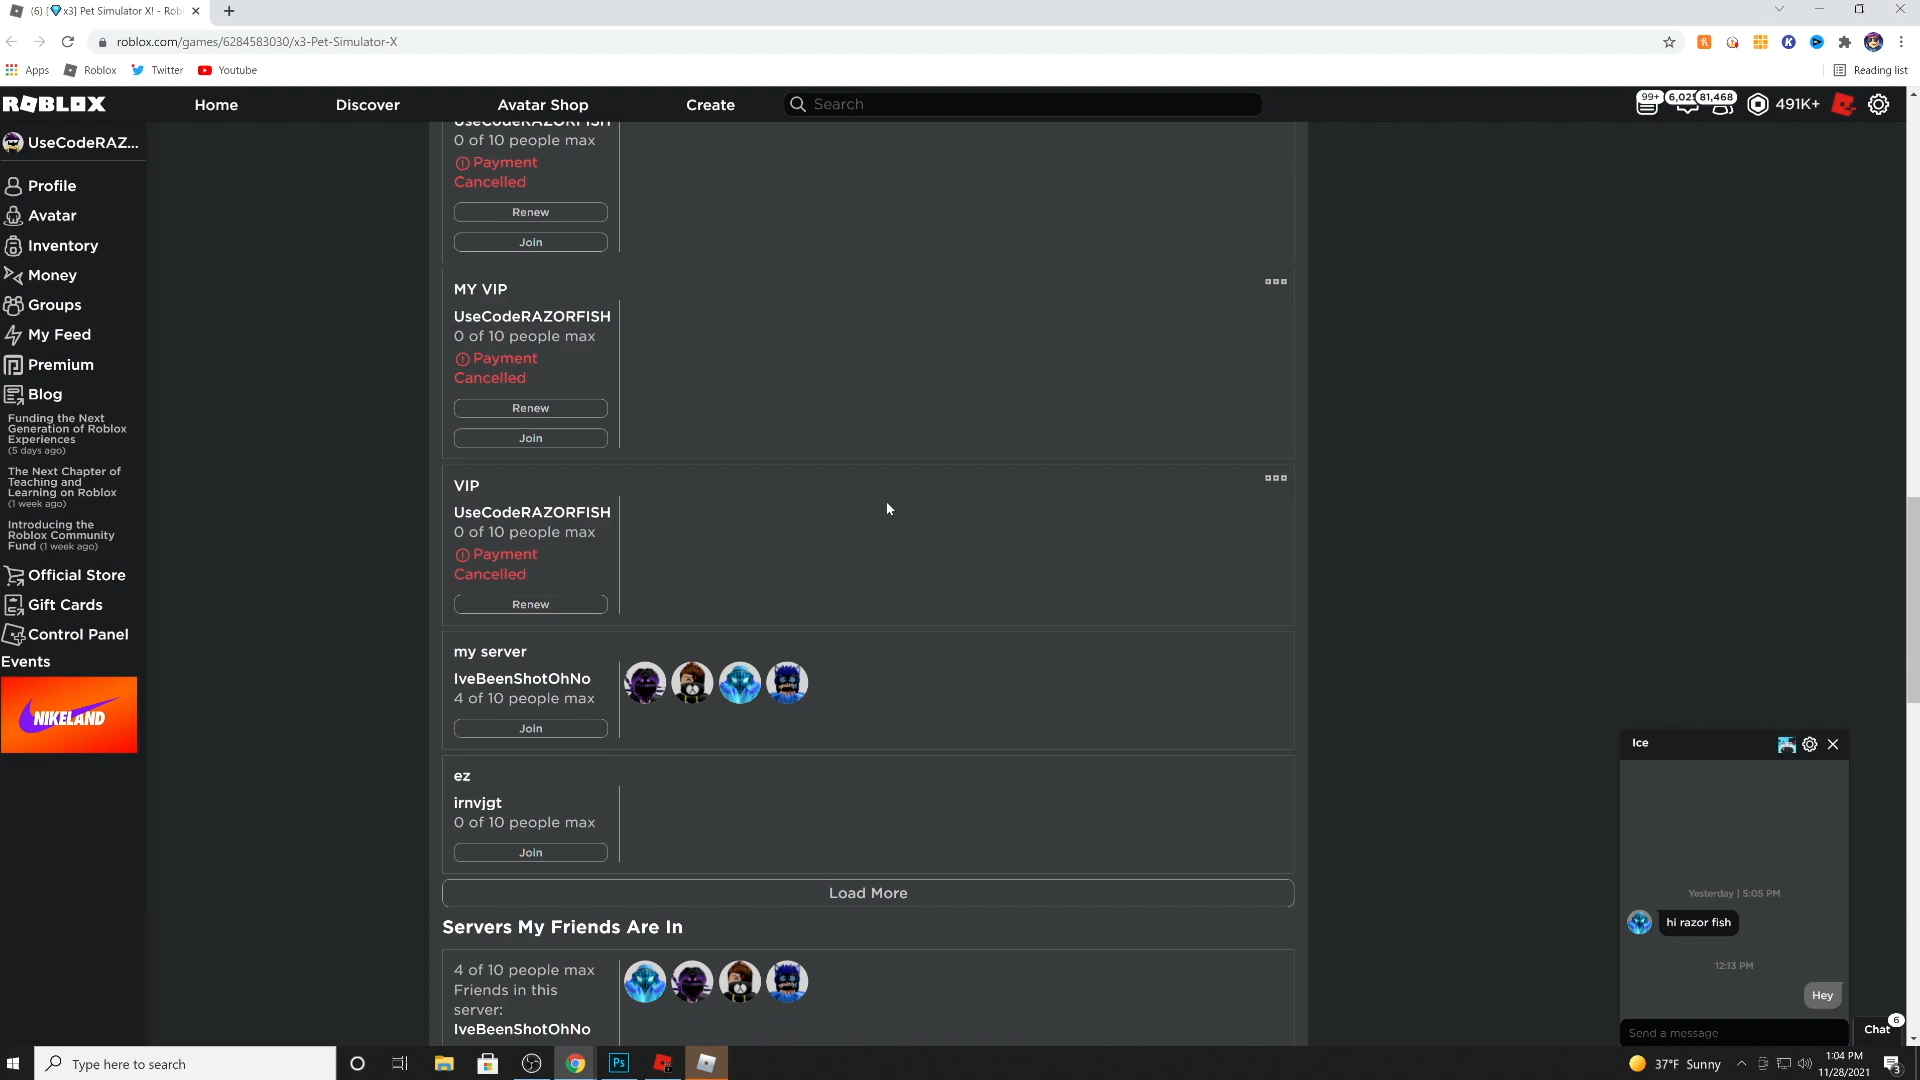 (6) [💎x3] Pet Simulator X! - Rob
roblox.com/games/6284583030/x3-Pet-Simulator-X
Apps
Roblox
Twitter
Youtube
Reading list
ROBLOX
Home
Discover
Avatar Shop
Create
Search
99+
81,468
491K+
UseCodeRAZ...
Profile
Avatar
Inventory
Money
Groups
My Feed
Premium
Blog
Funding the Next
Generation of Roblox
Experiences
(5 days ago)
The Next Chapter of
Teaching and
Learning on Roblox
(1 week ago)
Introducing the
Roblox Community
Fund (1 week ago)
Official Store
Gift Cards
Control Panel
Events
NIKELAND
UseCodeRAZORFISH
0 of 10 people max
Payment
Cancelled
Renew
Join
MY VIP
UseCodeRAZORFISH
0 of 10 people max
Payment
Cancelled
Renew
Join
VIP
UseCodeRAZORFISH
0 of 10 people max
Payment
Cancelled
Renew
my server
IveBeenShotOhNo
4 of 10 people max
Join
ez
irnvjgt
0 of 10 people max
Join
Load More
Servers My Friends Are In
4 of 10 people max
Friends in this
server:
IveBeenShotOhNo
Ice
Yesterday | 5:05 PM
hi razor fish
12:13 PM
Hey
Send a message
Chat
6
Type here to search
Ps
37°F Sunny
1:04 PM
11/28/2021
3